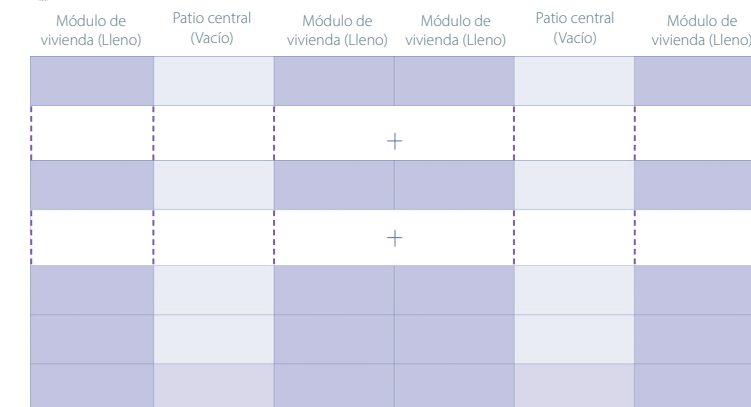 Módulo de
vivienda (Lleno)
Patio central
(Vacío)
Módulo de
vivienda (Lleno)
Módulo de
vivienda (Lleno)
Patio central
(Vacío)
Módulo de
vivienda (Lleno)
+
+